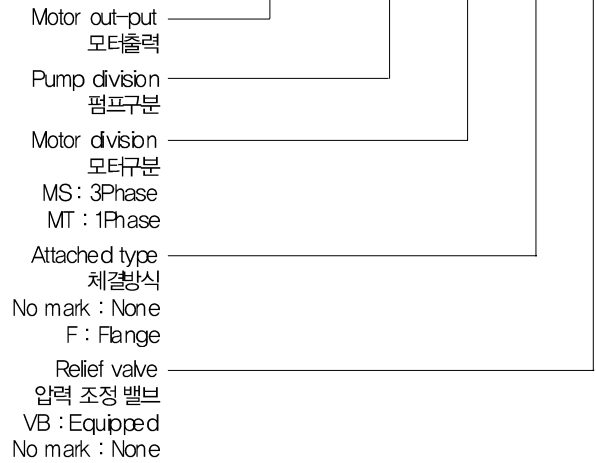 Motor out-put
모터출력
Pump division
펌프구분
Motor division
모터구분
MS : 3Phase
MT : 1Phase
Attached type
체결방식
No mark : None
F : Flange
Relief valve
압력 조정 밸브
VB : Equipped
No mark : None